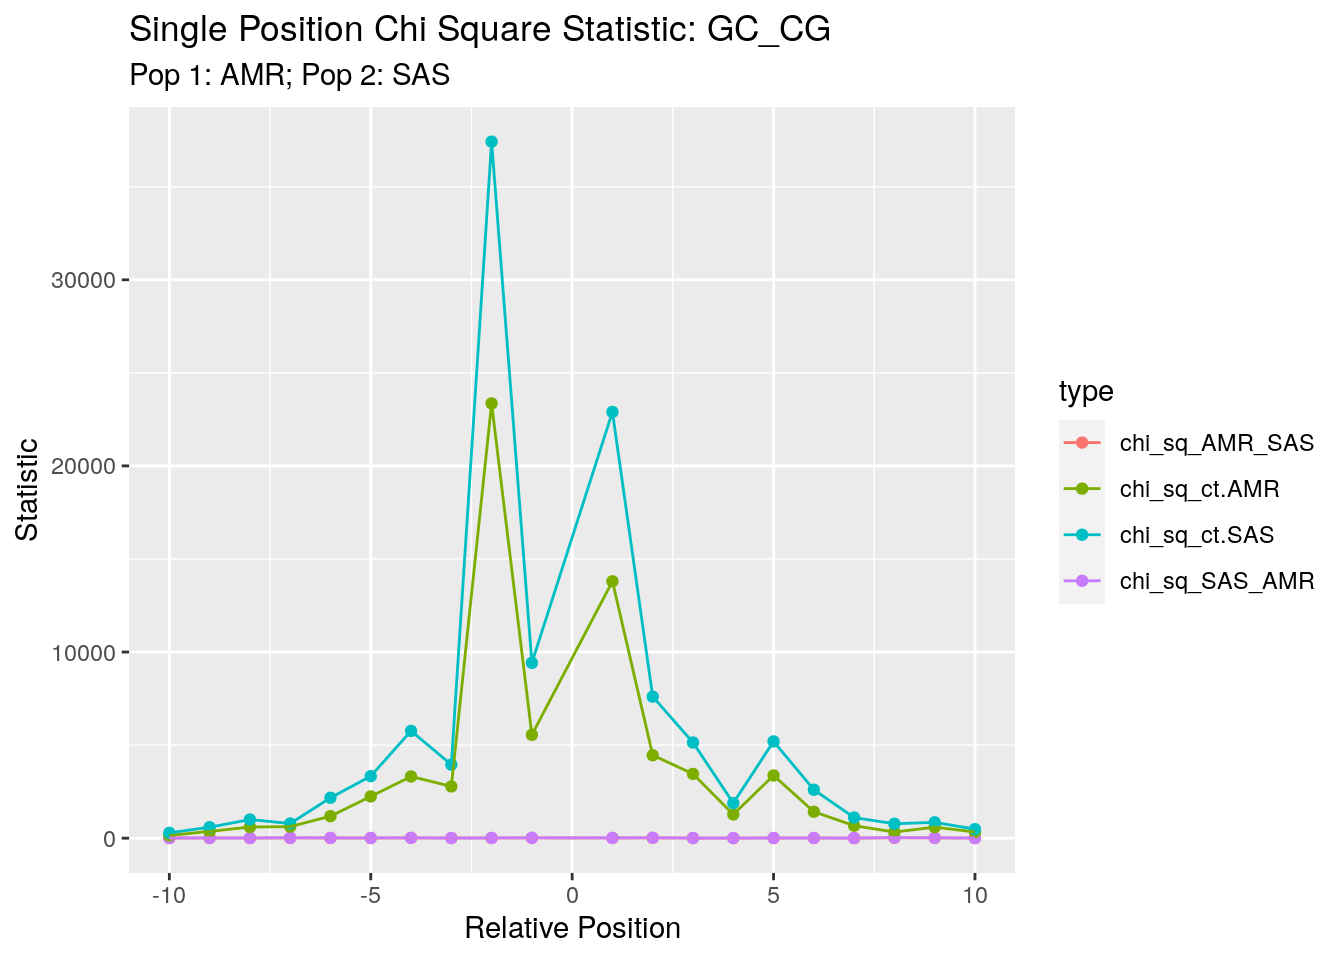 Single Position Chi Square Statistic: GC_CG
Pop 1: AMR; Pop 2: SAS
Statistic
30000
20000
10000
0
-10
-5
0
5
10
Relative Position
type
chi_sq_AMR_SAS
chi_sq_ct.AMR
chi_sq_ct.SAS
chi_sq_SAS_AMR